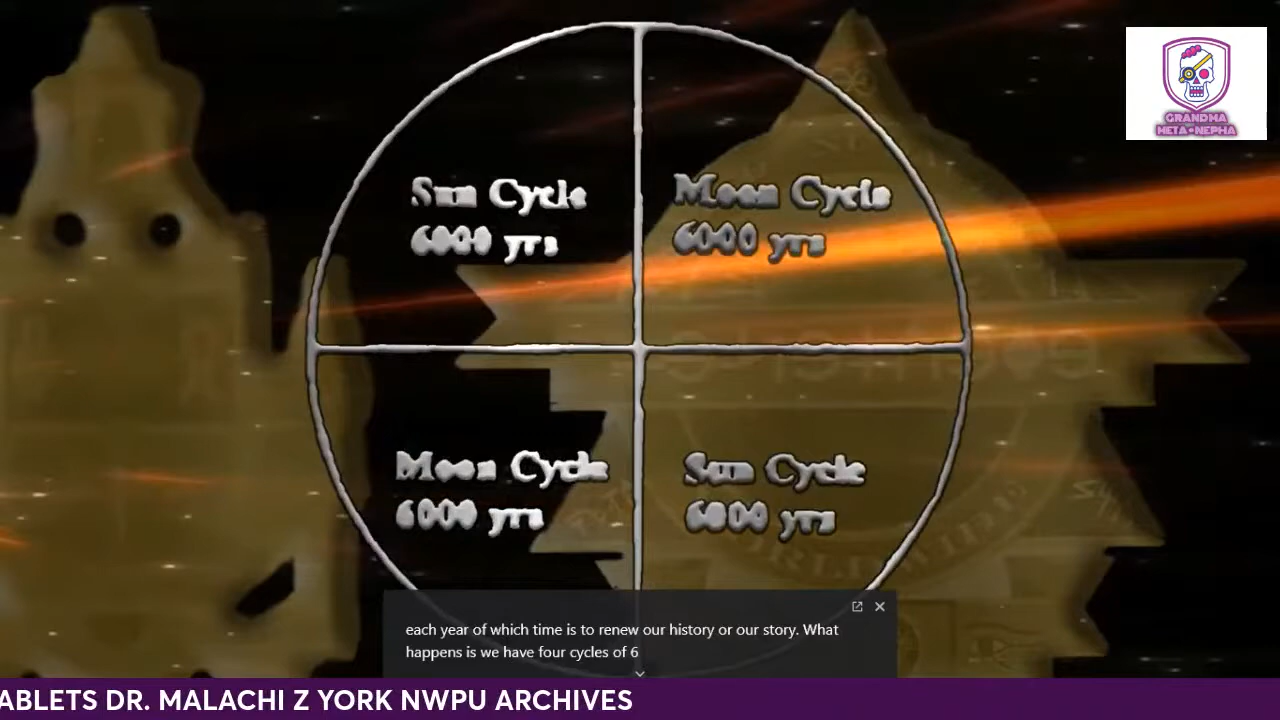 GRANDMA
META•NEPHA
Sun Cycle
6000 yrs
Moon Cycle
6000 yrs
Moon Cycle
6000 yrs
Sun Cycle
6000 yrs
each year of which time is to renew our history or our story. What
happens is we have four cycles of 6
ABLETS DR. MALACHI Z YORK NWPU ARCHIVES